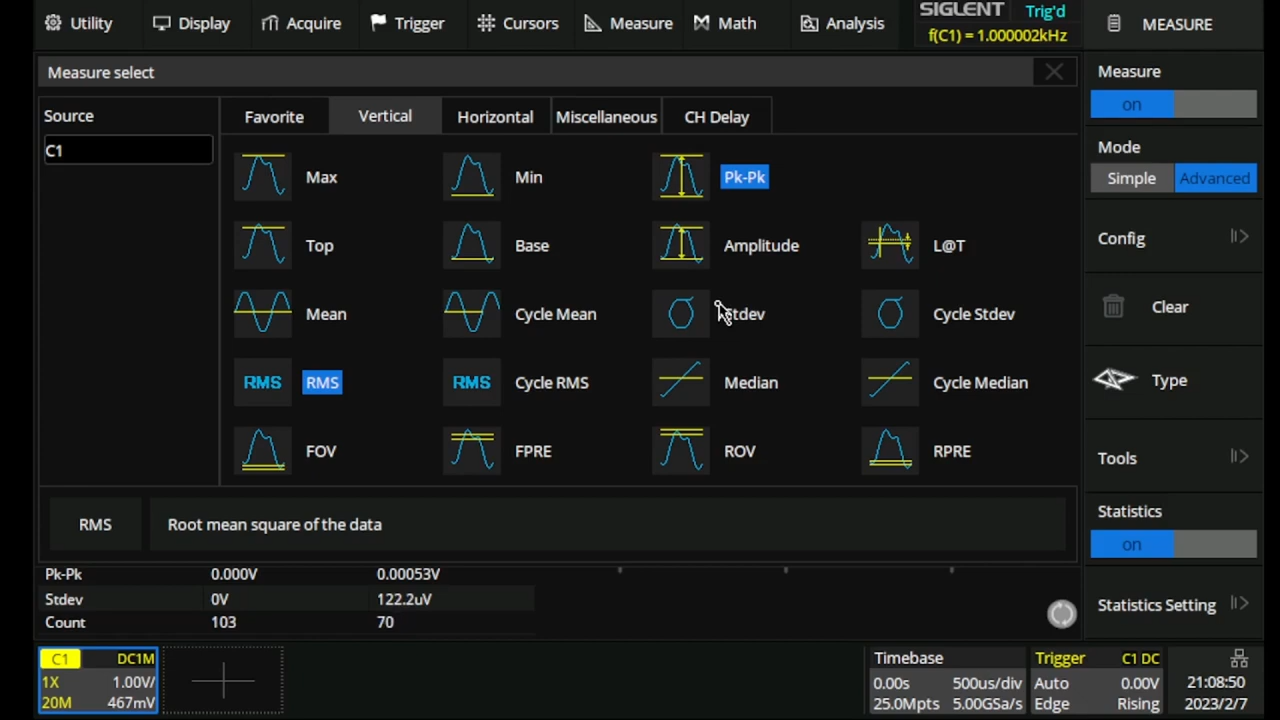 Utility Display Acquire Trigger Cursors Measure Math Analysis
SIGLENT Trig'd
f(C1) = 1.000002kHz
MEASURE
Measure select
Source
C1
Favorite Vertical Horizontal Miscellaneous CH Delay
Max Min Pk-Pk
Top Base Amplitude L@T
Mean Cycle Mean Stdev Cycle Stdev
RMS RMS RMS Cycle RMS Median Cycle Median
FOV FPRE ROV RPRE
RMS Root mean square of the data
Pk-Pk 0.000V 0.00053V
Stdev 0V 122.2uV
Count 103 70
Measure
on
Mode
Simple Advanced
Config
Clear
Type
Tools
Statistics
on
Statistics Setting
C1 DC1M
1X 1.00V/
20M 467mV
Timebase
0.00s 500us/div
25.0Mpts 5.00GSa/s
Trigger C1 DC
Auto 0.00V
Edge Rising
21:08:50
2023/2/7